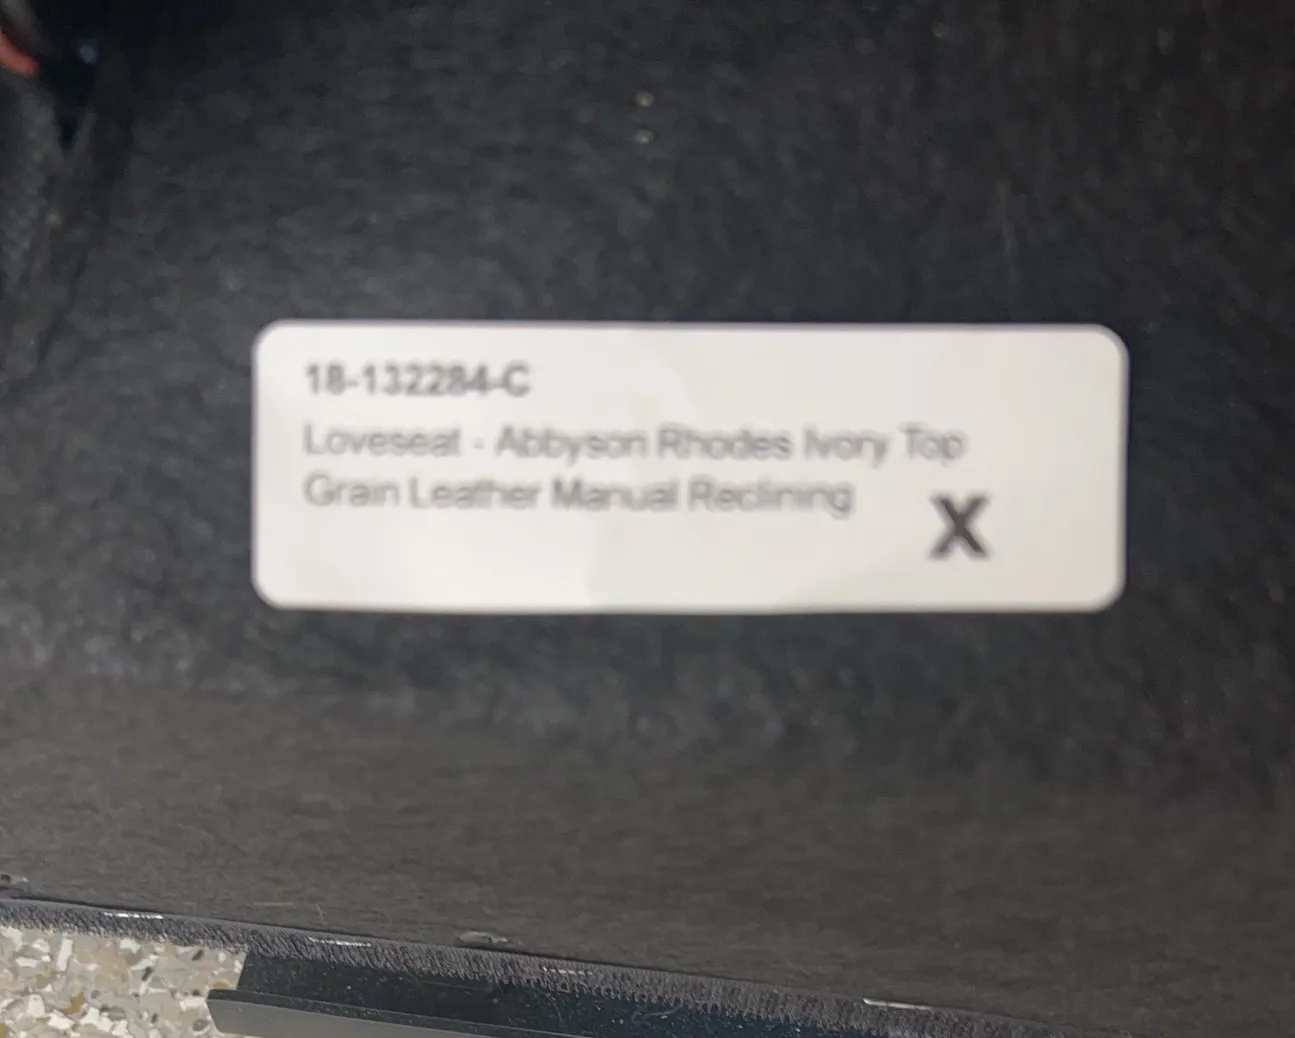 18-132284-C
Loveseat - Abbyson Rhodes Ivory Top
Grain Leather Manual Reclining
X